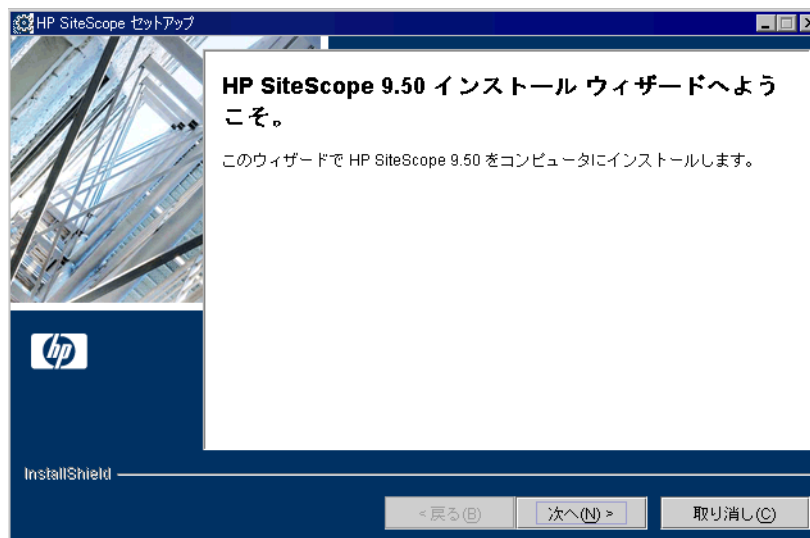 HP SiteScope セットアップ
HP SiteScope 9.50 インストール ウィザードへよう
こそ。
このウィザードで HP SiteScope 9.50 をコンピュータにインストールします。
hp
InstallShield
< 戻る(B)
次へ(N) >
取り消し(C)